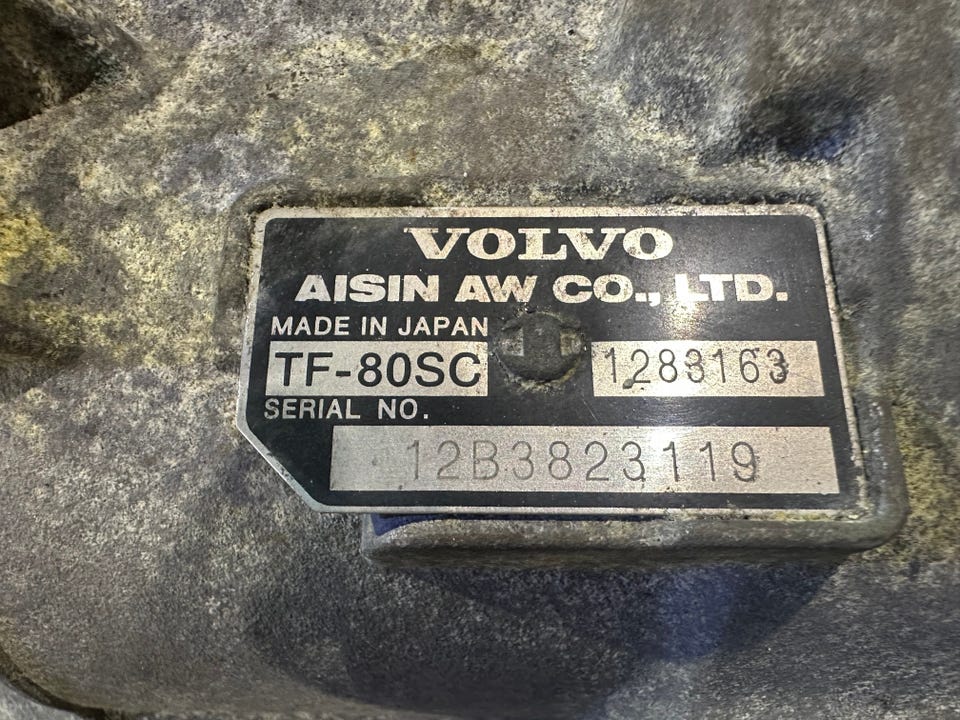 VOLVO
AISIN AW CO., LTD.
MADE IN JAPAN
TF-80SC 1283163
SERIAL NO.
12B3823119